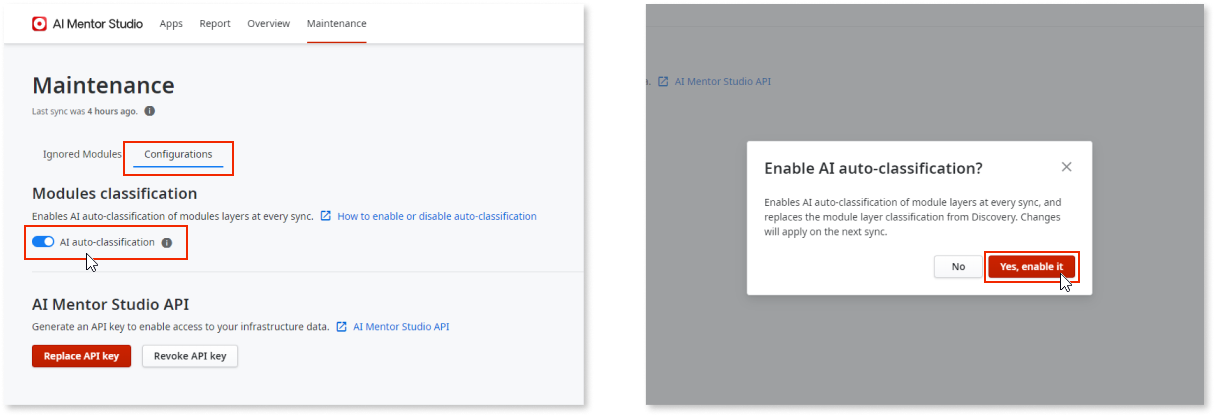 AI Mentor Studio Apps Report Overview Maintenance
Maintenance
Last sync was 4 hours ago.
Ignored Modules Configurations
Modules classification
Enables AI auto-classification of modules layers at every sync. How to enable or disable auto-classification
AI auto-classification
AI Mentor Studio API
Generate an API key to enable access to your infrastructure data. AI Mentor Studio API
Replace API key Revoke API key
a. AI Mentor Studio API
Enable AI auto-classification?
Enables AI auto-classification of module layers at every sync, and
replaces the module layer classification from Discovery. Changes
will apply on the next sync.
No Yes, enable it